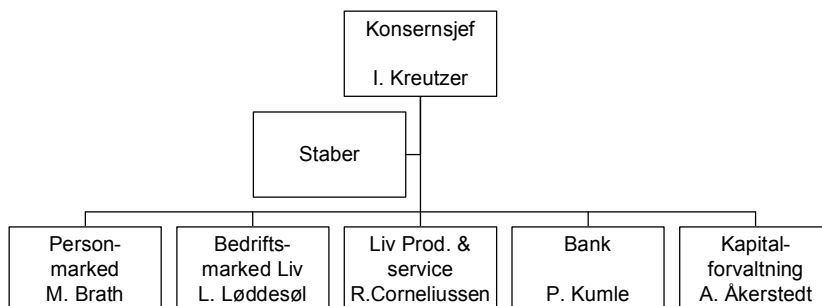 Konsernsjef
I. Kreutzer
Staber
Person-
marked
M. Brath
Bedrifts-
marked Liv
L. Løddesøl
Liv Prod. &
service
R.Corneliussen
Bank
P. Kumle
Kapital-
forvaltning
A. Åkerstedt